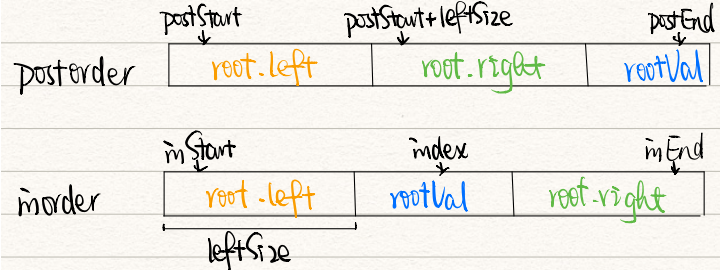 postStart postStart+leftSize postEnd
postorder root.left root.right rootVal
inStart index inEnd
inorder root.left rootVal root.right
leftSize